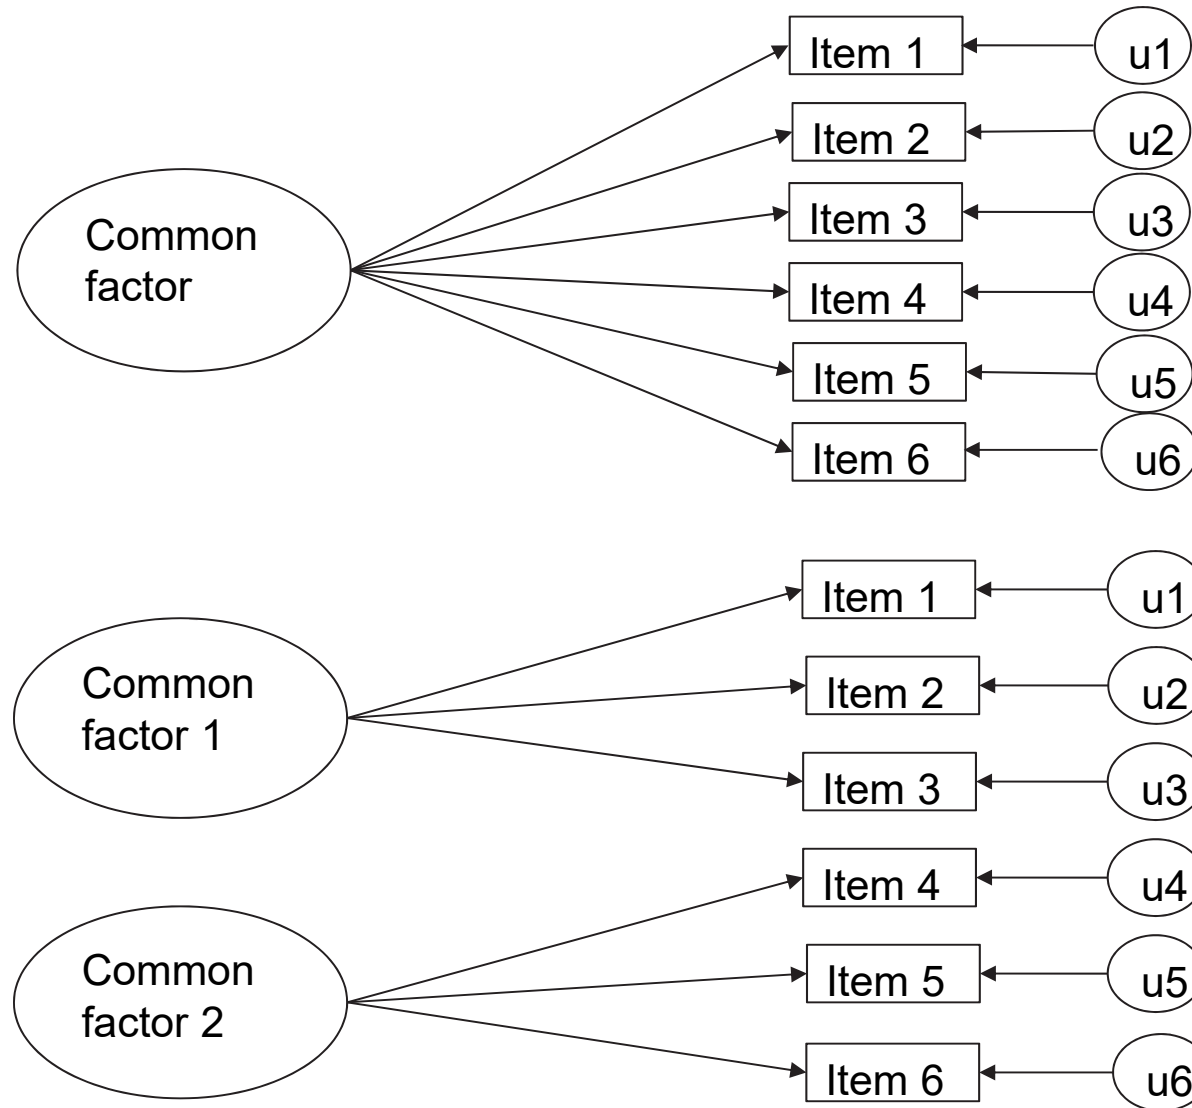 Item 1
u1
Item 2
u2
Common
factor
Item 3
u3
Item 4
u4
Item 5
u5
Item 6
u6
Item 1
u1
Common
factor 1
Item 2
u2
Item 3
u3
Item 4
u4
Common
factor 2
Item 5
u5
Item 6
u6